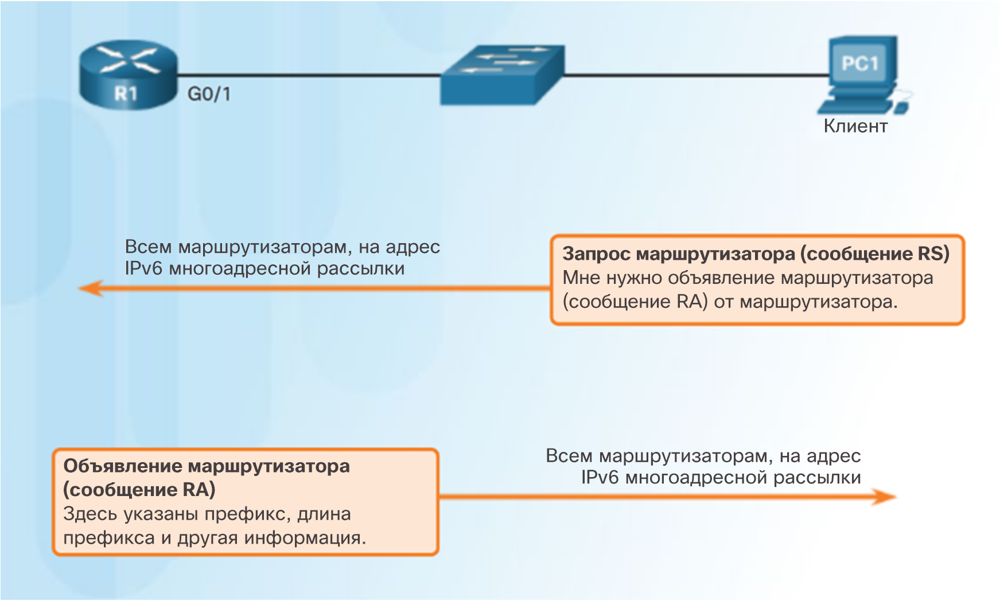 R1
G0/1
PC1
Клиент
Всем маршрутизаторам, на адрес
IPv6 многоадресной рассылки
Запрос маршрутизатора (сообщение RS)
Мне нужно объявление маршрутизатора
(сообщение RA) от маршрутизатора.
Объявление маршрутизатора
(сообщение RA)
Здесь указаны префикс, длина
префикса и другая информация.
Всем маршрутизаторам, на адрес
IPv6 многоадресной рассылки